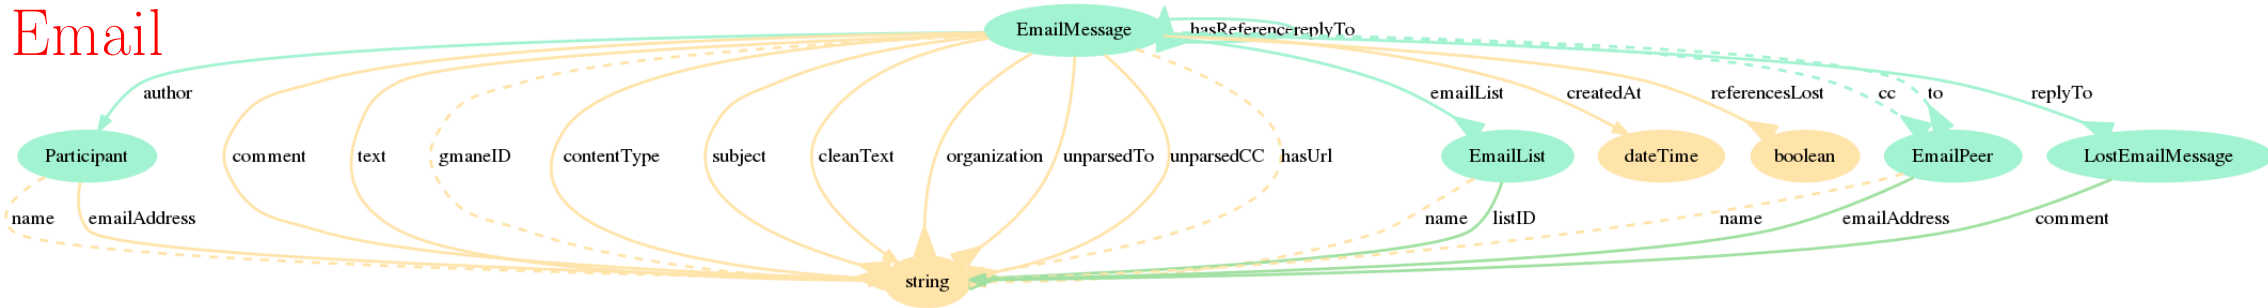 Email
EmailMessage
hasReference
replyTo
author
emailList
createdAt
referencesLost
cc
to
replyTo
Participant
comment
text
gmaneID
contentType
subject
cleanText
organization
unparsedTo
unparsedCC
hasUrl
EmailList
dateTime
boolean
EmailPeer
LostEmailMessage
name
emailAddress
name
listID
name
emailAddress
comment
string